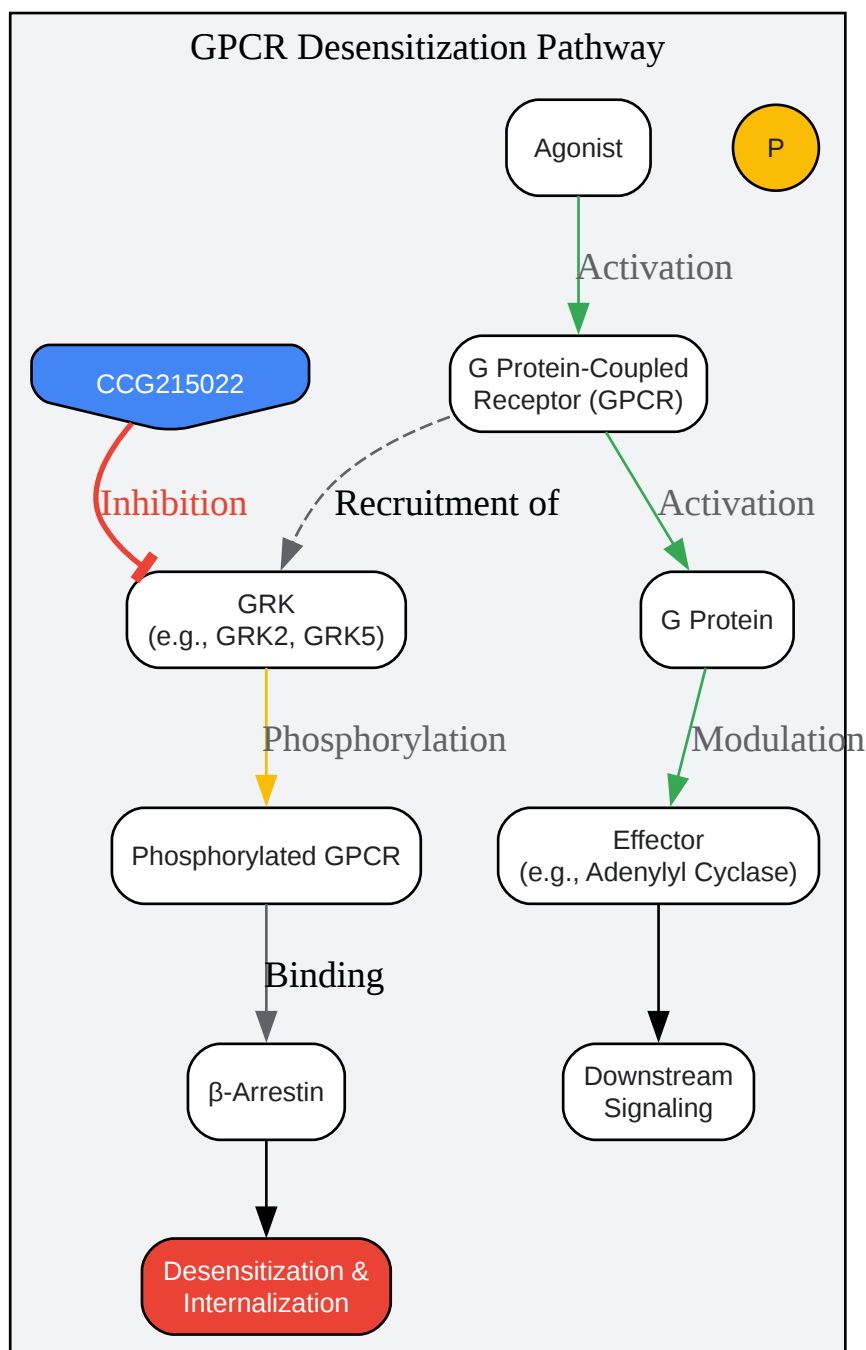 GPCR Desensitization Pathway
Agonist
P
Activation
G Protein-Coupled
Receptor (GPCR)
CCG215022
Inhibition
Recruitment of
Activation
GRK
(e.g., GRK2, GRK5)
G Protein
Phosphorylation
Modulation
Phosphorylated GPCR
Effector
(e.g., Adenylyl Cyclase)
Binding
β-Arrestin
Downstream
Signaling
Desensitization &
Internalization